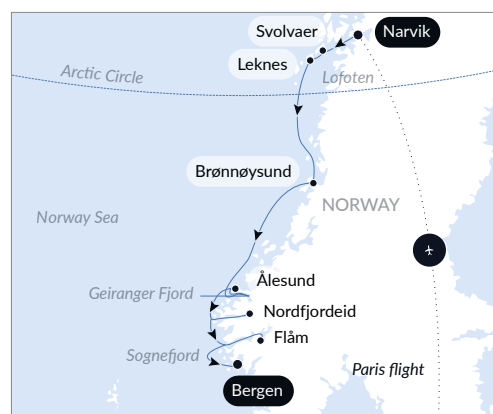 Svolvaer
Narvik
Leknes
Lofoten
Arctic Circle
Brønnøysund
NORWAY
Norway Sea
Ålesund
Geiranger Fjord
Nordfjordeid
Flåm
Sognefjord
Paris flight
Bergen